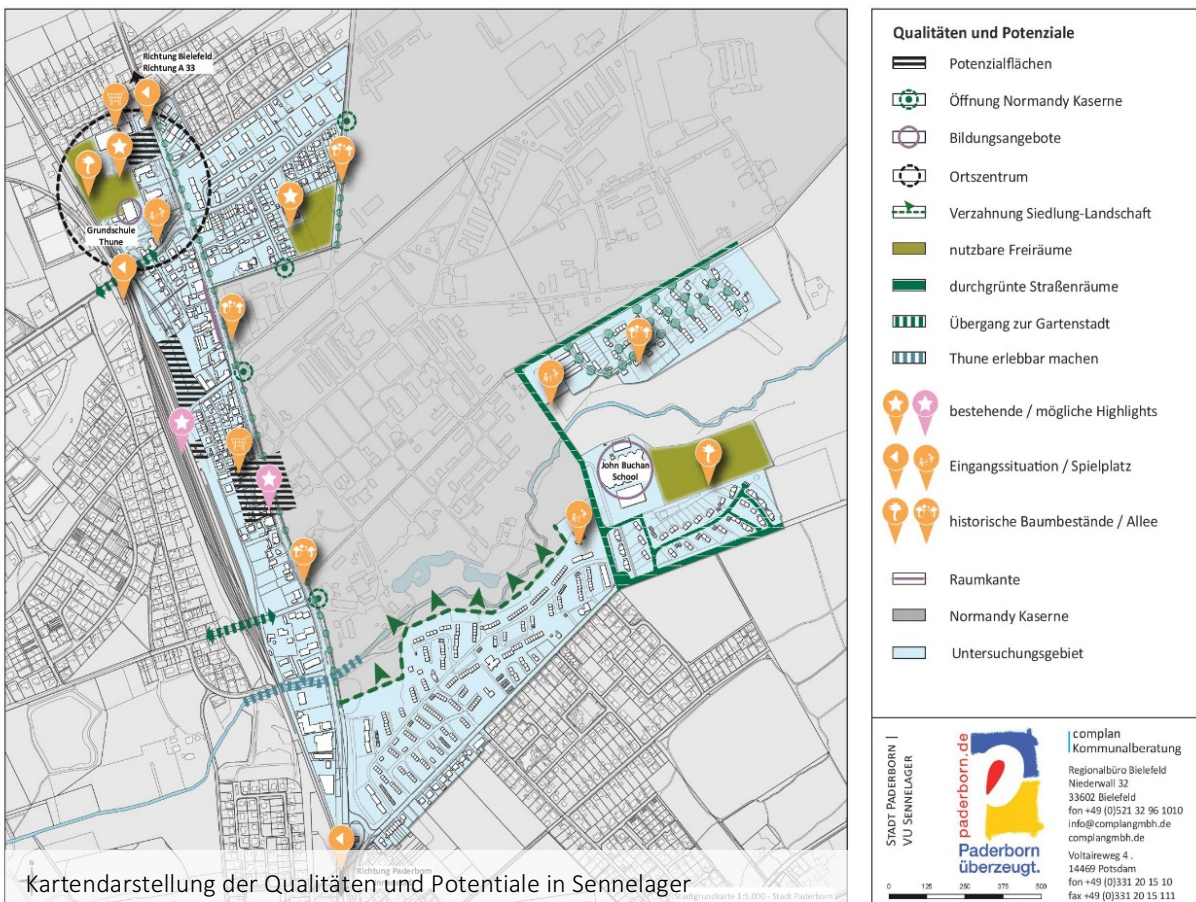 Richtung Bielefeld
Richtung A 33
Grundschule
Thune
John Buchan
School
Richtung Paderborn
Stadtgrundkarte 1:5.000 - Stadt Paderborn
Kartendarstellung der Qualitäten und Potentiale in Sennelager
Qualitäten und Potenziale
Potenzialflächen
Öffnung Normandy Kaserne
Bildungsangebote
Ortszentrum
Verzahnung Siedlung-Landschaft
nutzbare Freiräume
durchgrünte Straßenräume
Übergang zur Gartenstadt
Thune erlebbar machen
bestehende / mögliche Highlights
Eingangssituation / Spielplatz
historische Baumbestände / Allee
Raumkante
Normandy Kaserne
Untersuchungsgebiet
STADT PADERBORN |
VU SENNELAGER
paderborn.de
Paderborn
überzeugt.
0 125 250 375 500
complan
Kommunalberatung
Regionalbüro Bielefeld
Niederwall 32
33602 Bielefeld
fon +49 (0)521 32 96 1010
info@complangmbh.de
complangmbh.de
Voltaireweg 4 .
14469 Potsdam
fon +49 (0)331 20 15 10
fax +49 (0)331 20 15 111